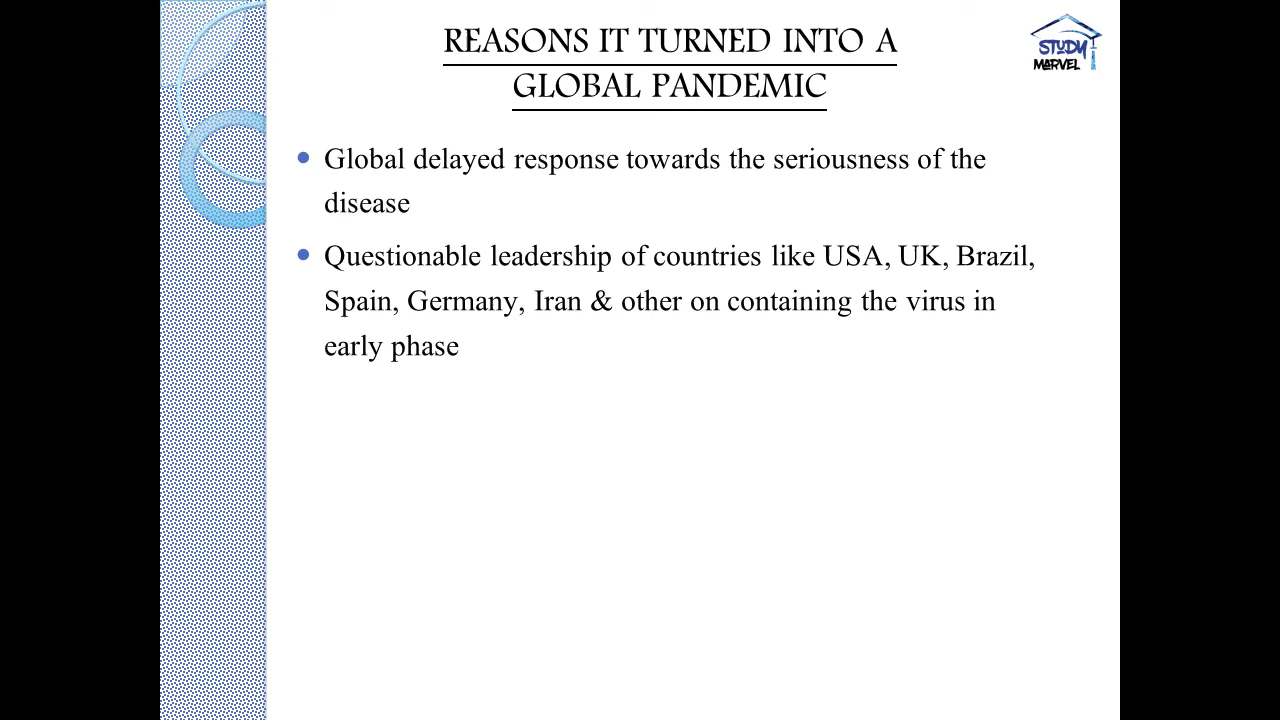 REASONS IT TURNED INTO A
GLOBAL PANDEMIC
STUDY
MARVEL
Global delayed response towards the seriousness of the
disease
Questionable leadership of countries like USA, UK, Brazil,
Spain, Germany, Iran & other on containing the virus in
early phase